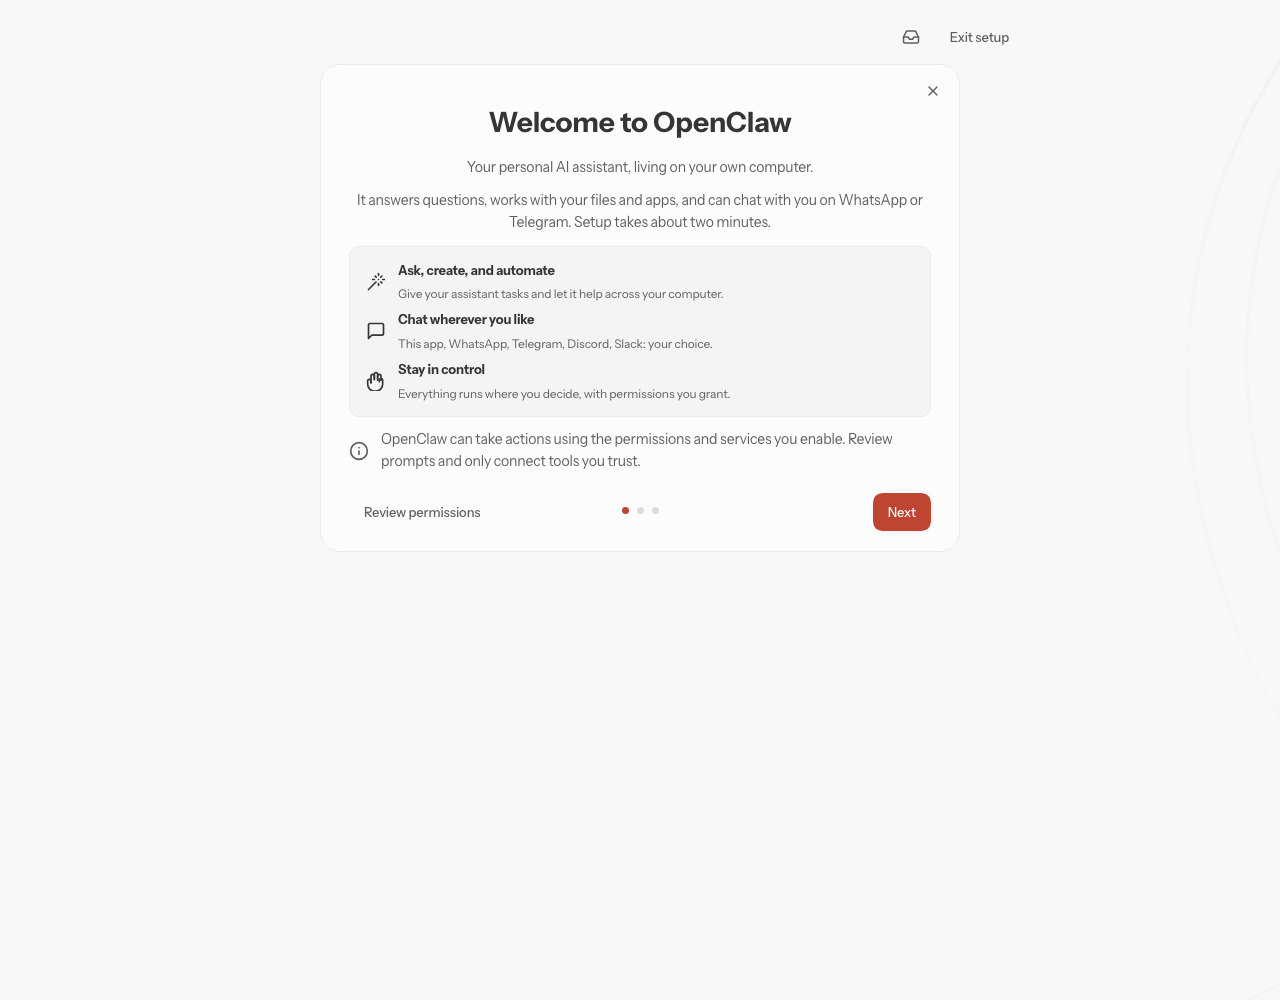 Exit setup
Welcome to OpenClaw
Your personal AI assistant, living on your own computer.
It answers questions, works with your files and apps, and can chat with you on WhatsApp or
Telegram. Setup takes about two minutes.
Ask, create, and automate
Give your assistant tasks and let it help across your computer.
Chat wherever you like
This app, WhatsApp, Telegram, Discord, Slack: your choice.
Stay in control
Everything runs where you decide, with permissions you grant.
OpenClaw can take actions using the permissions and services you enable. Review
prompts and only connect tools you trust.
Review permissions
Next